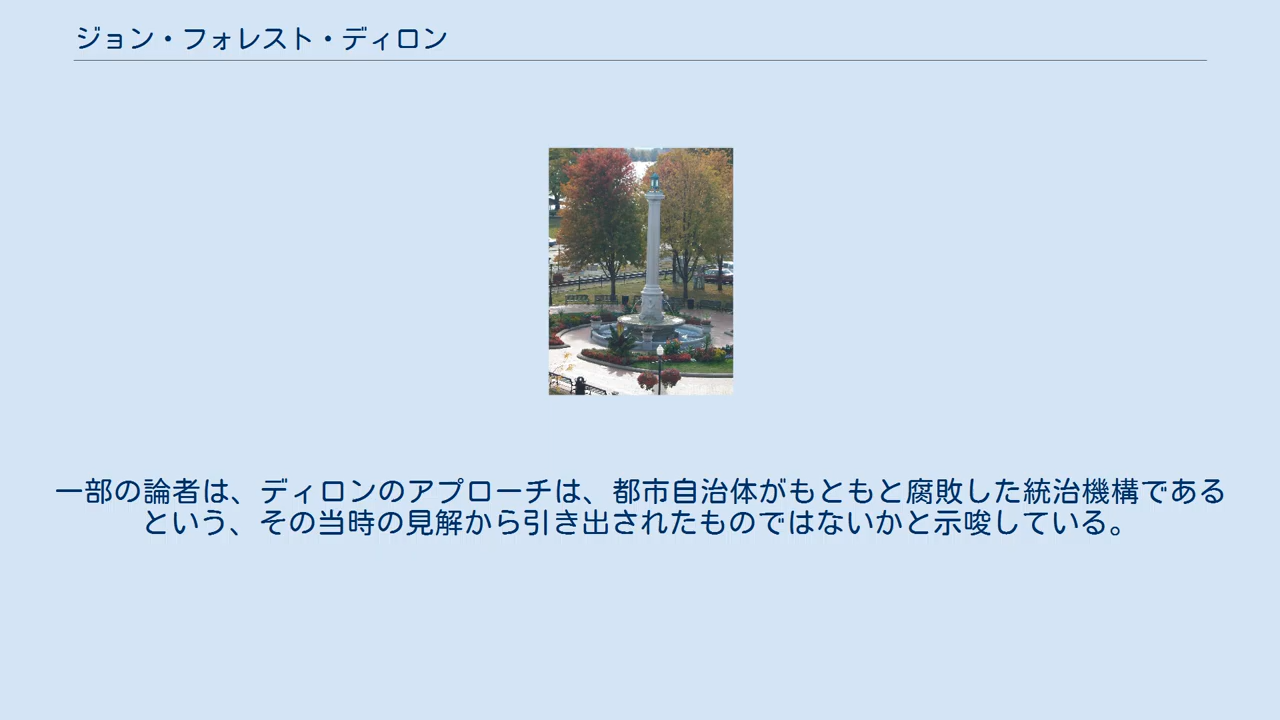 ジョン・フォレスト・ディロン
一部の論者は、ディロンのアプローチは、都市自治体がもともと腐敗した統治機構である
という、その当時の見解から引き出されたものではないかと示唆している。